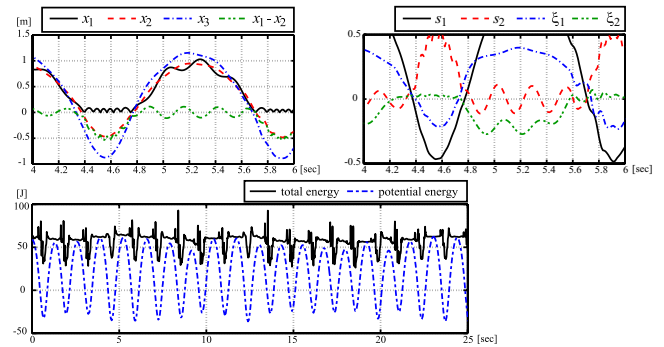 [m] x1 x2 x3 x1 - x2
1.5
1
0.5
0
-0.5
-1
4 4.2 4.4 4.6 4.8 5 5.2 5.4 5.6 5.8 6 [sec]
s1 s2 ξ1 ξ2
0.5
0
-0.5
4 4.2 4.4 4.6 4.8 5 5.2 5.4 5.6 5.8 6 [sec]
[J] total energy potential energy
100
50
0
-50
0 5 10 15 20 25 [sec]